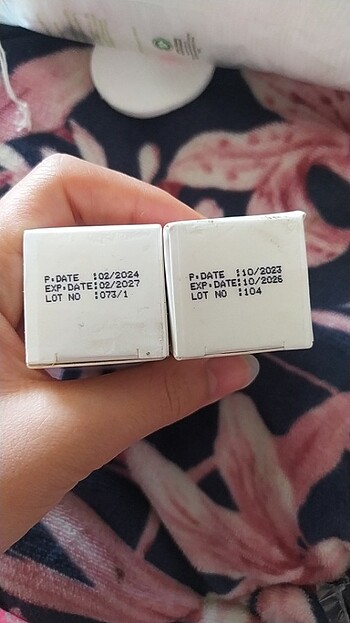 P.DATE :02/2024
EXP.DATE:02/2027
LOT NO :073/1
P.DATE :10/2023
EXP.DATE:10/2026
LOT NO :104